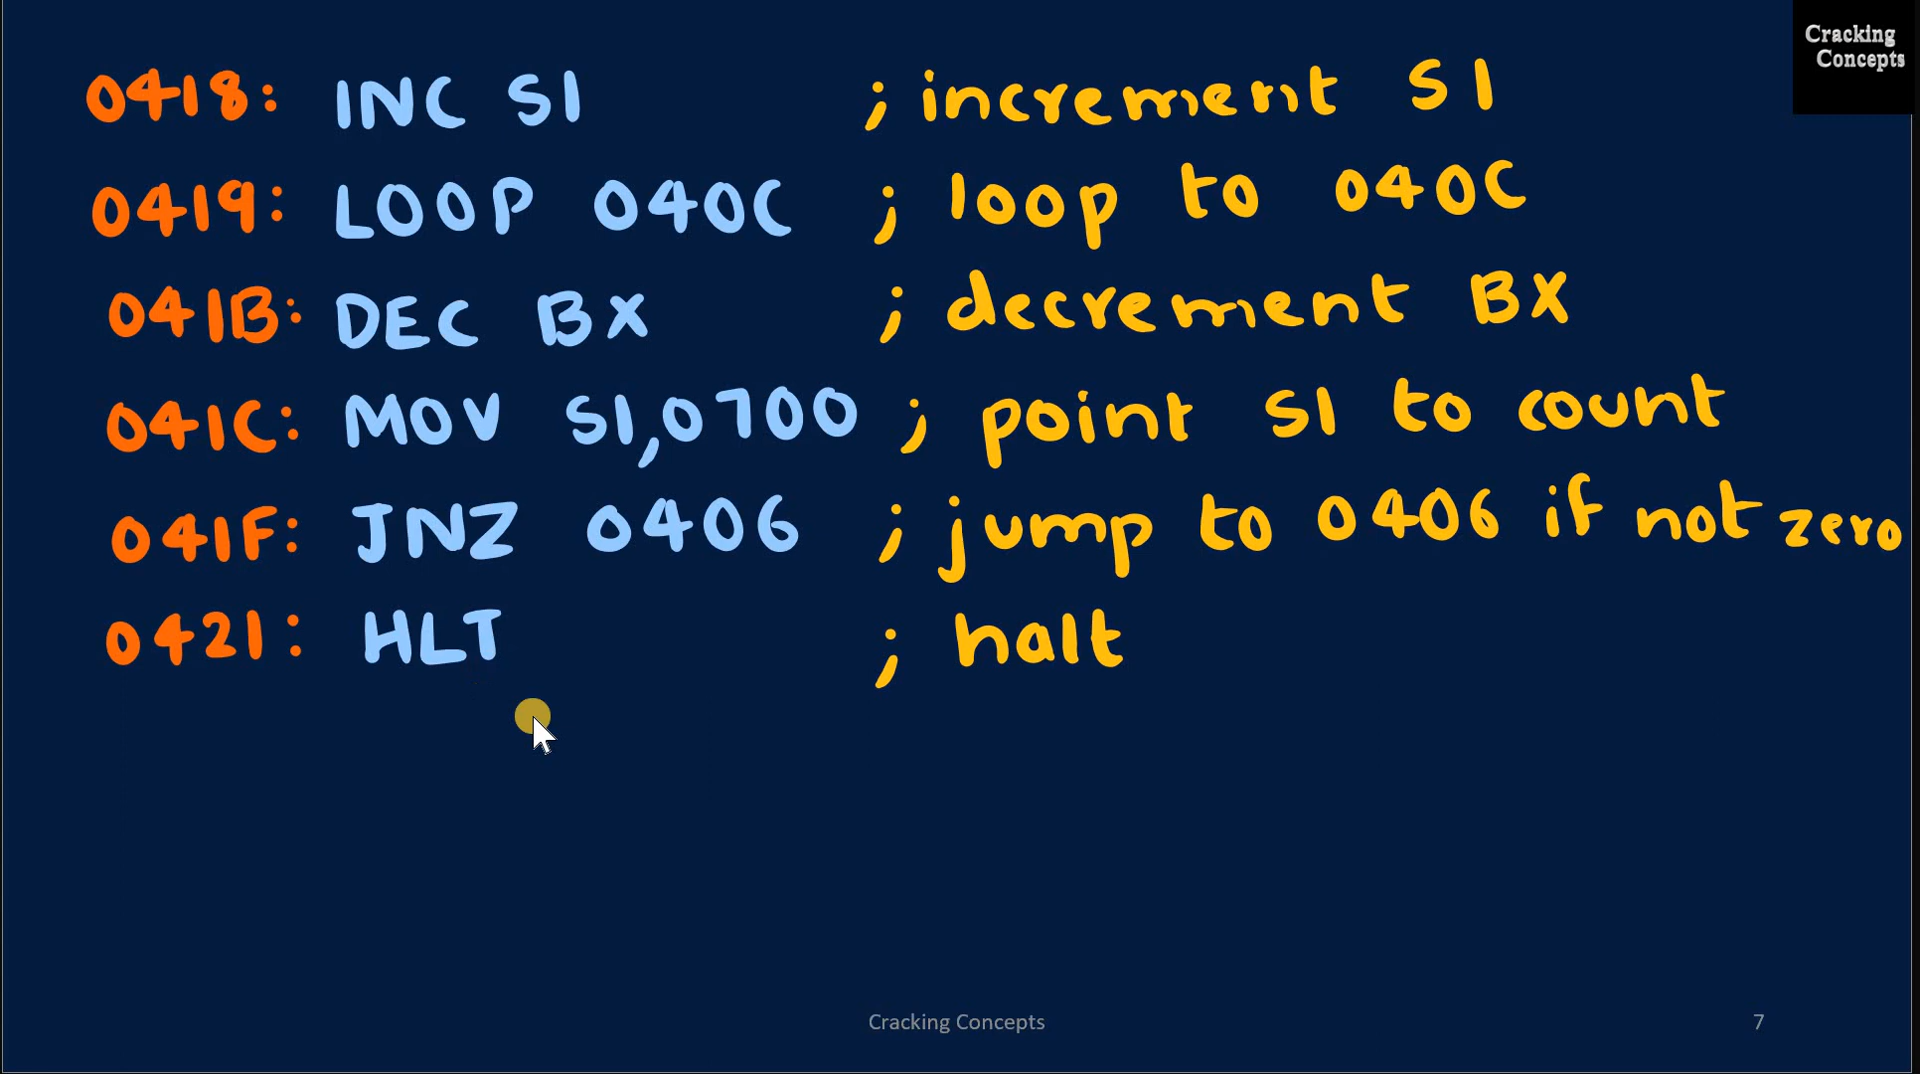 Cracking
Concepts
0418: INC SI ; increment SI
0419: LOOP 040C ; loop to 040C
041B: DEC BX ; decrement BX
041C: MOV SI,0700 ; point SI to count
041F: JNZ 0406 ; jump to 0406 if not zero
0421: HLT ; halt
Cracking Concepts 7